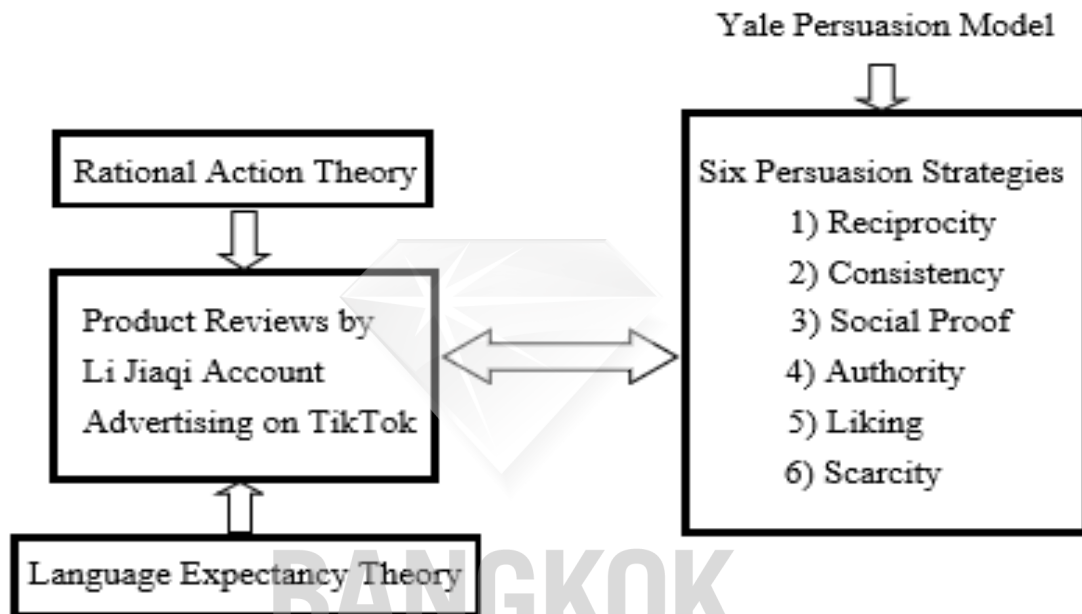 Yale Persuasion Model
Rational Action Theory
Product Reviews by
Li Jiaqi Account
Advertising on TikTok
Language Expectancy Theory
Six Persuasion Strategies
1) Reciprocity
2) Consistency
3) Social Proof
4) Authority
5) Liking
6) Scarcity
BANGKOK